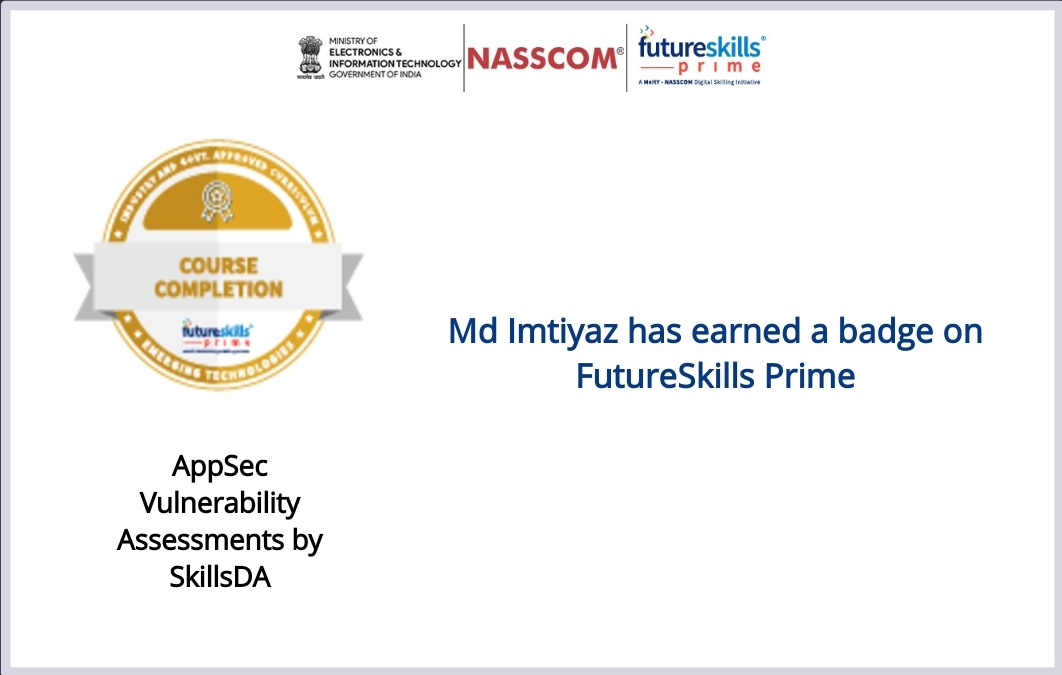 MINISTRY OF
ELECTRONICS &
INFORMATION TECHNOLOGY
GOVERNMENT OF INDIA
NASSCOM®
futureskills®
prime
A MeitY - NASSCOM Digital Skilling Initiative
INDUSTRY AND GOVT. APPROVED CURRICULUM
COURSE
COMPLETION
futureskills
prime
EMERGING TECHNOLOGIES
Md Imtiyaz has earned a badge on
FutureSkills Prime
AppSec
Vulnerability
Assessments by
SkillsDA